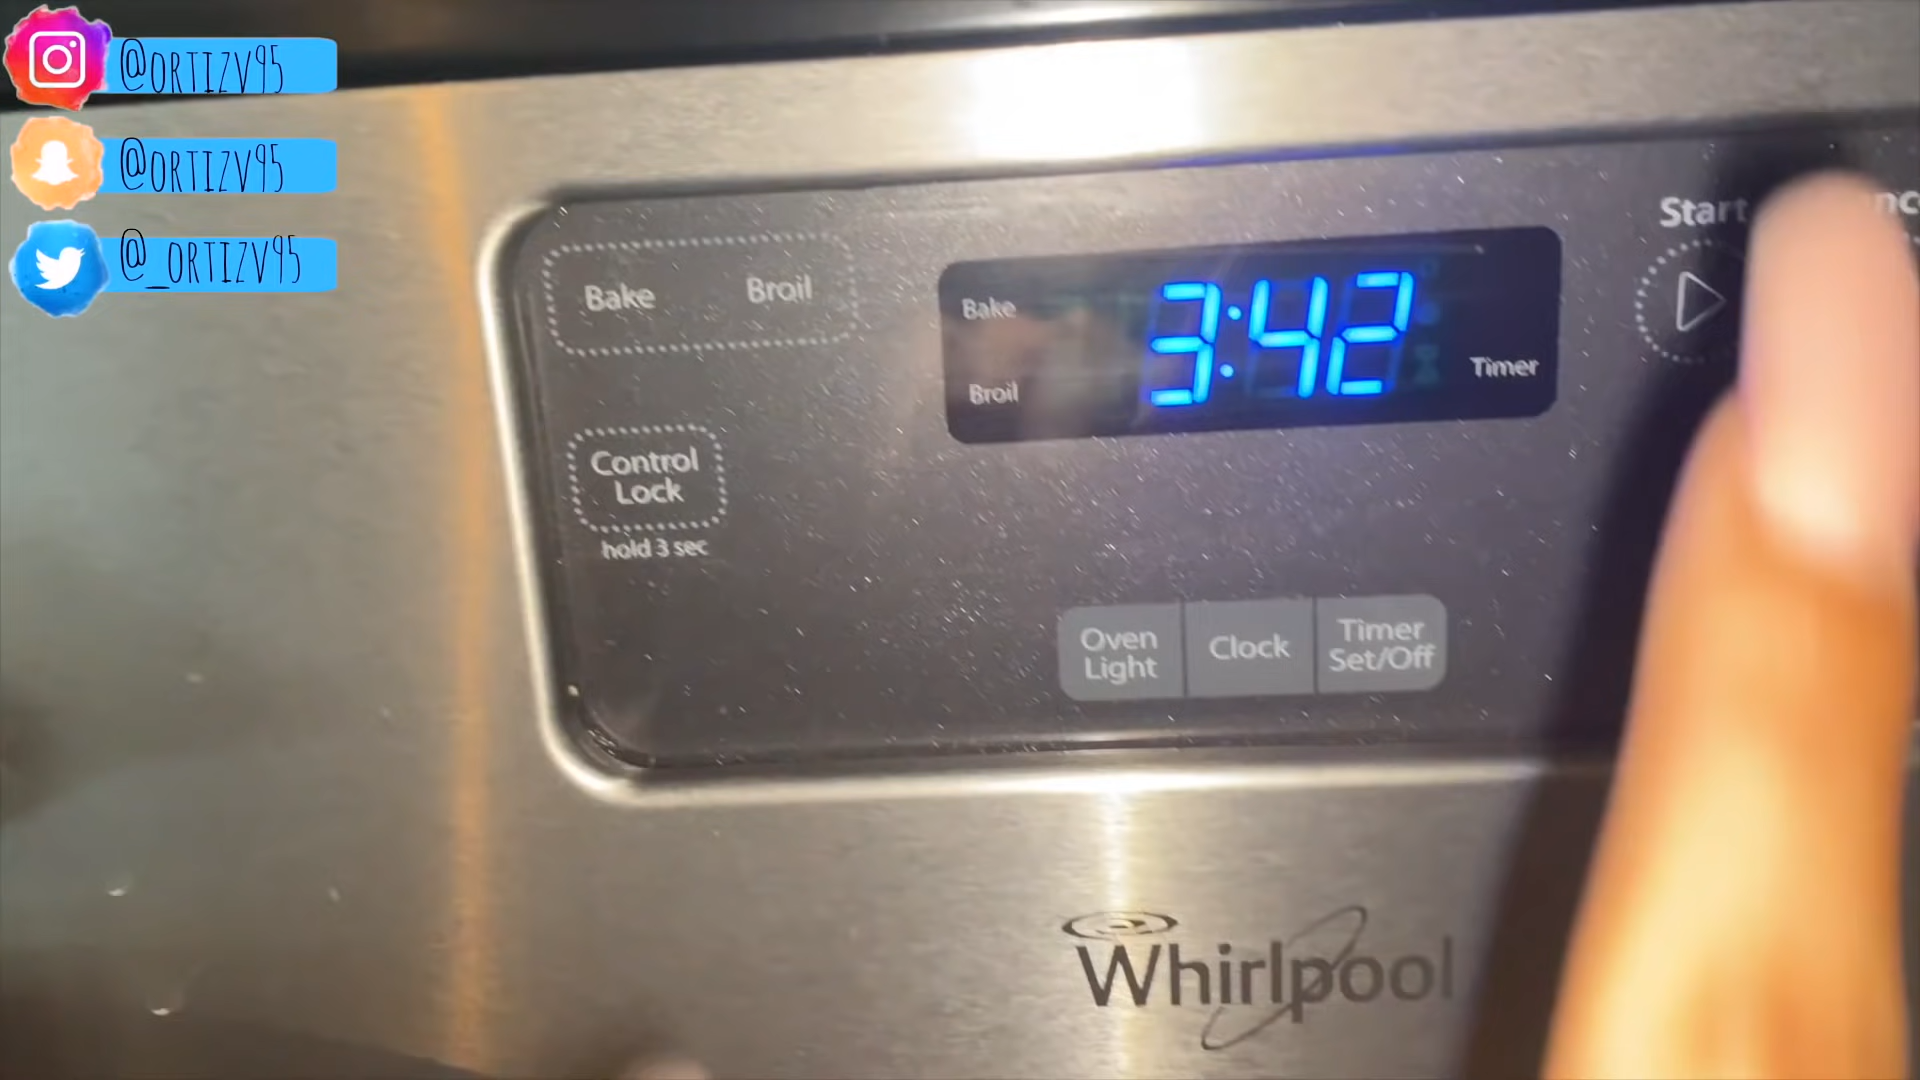 @ORTIZV95
@ORTIZV95
@_ORTIZV95
Start
Bake Broil
Bake
3:42
Timer
Broil
Control
Lock
hold 3 sec
Oven
Light
Clock
Timer
Set/Off
Whirlpool